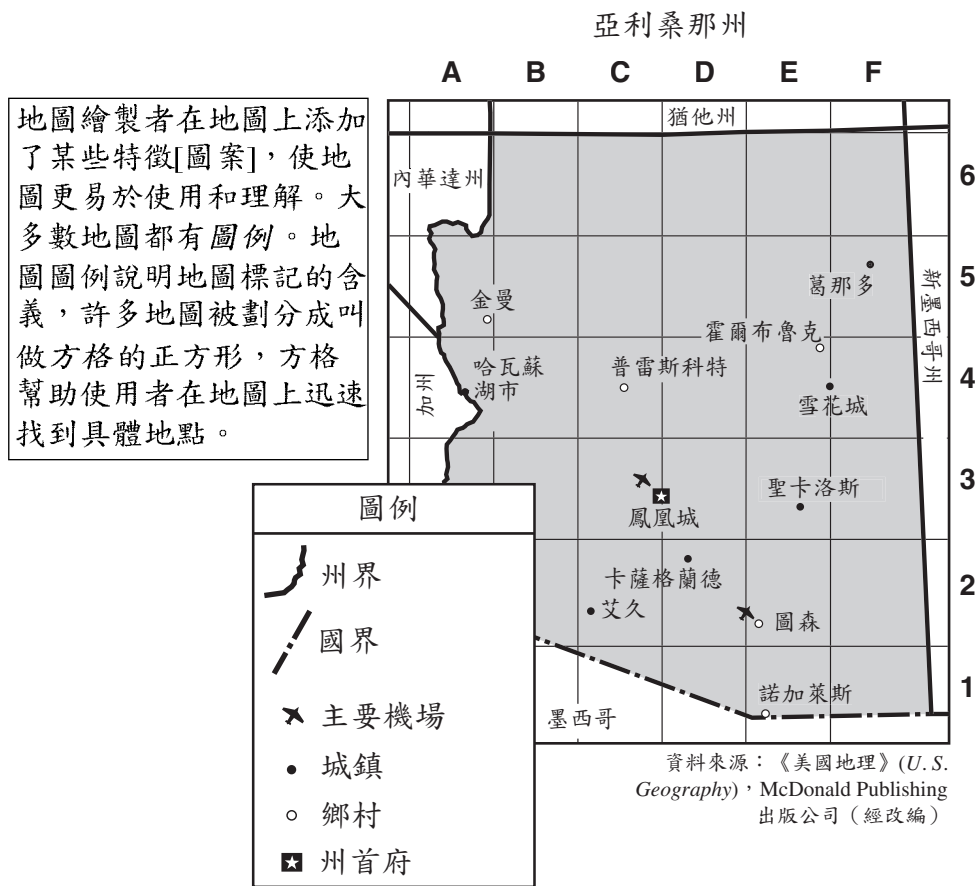 亞利桑那州
A B C D E F
地圖繪製者在地圖上添加
了某些特徵[圖案]，使地
圖更易於使用和理解。大
多數地圖都有圖例。地
圖圖例說明地圖標記的含
義，許多地圖被劃分成叫
做方格的正方形，方格
幫助使用者在地圖上迅速
找到具體地點。
猶他州
內華達州
6
葛那多
5
新墨西哥州
金曼
霍爾布魯克
哈瓦蘇
湖市
普雷斯科特
4
加州
雪花城
聖卡洛斯
3
鳳凰城
卡薩格蘭德
2
艾久
圖森
諾加萊斯
1
墨西哥
圖例
州界
國界
主要機場
城鎮
鄉村
州首府
資料來源：《美國地理》(U. S.
Geography)，McDonald Publishing
出版公司（經改編）